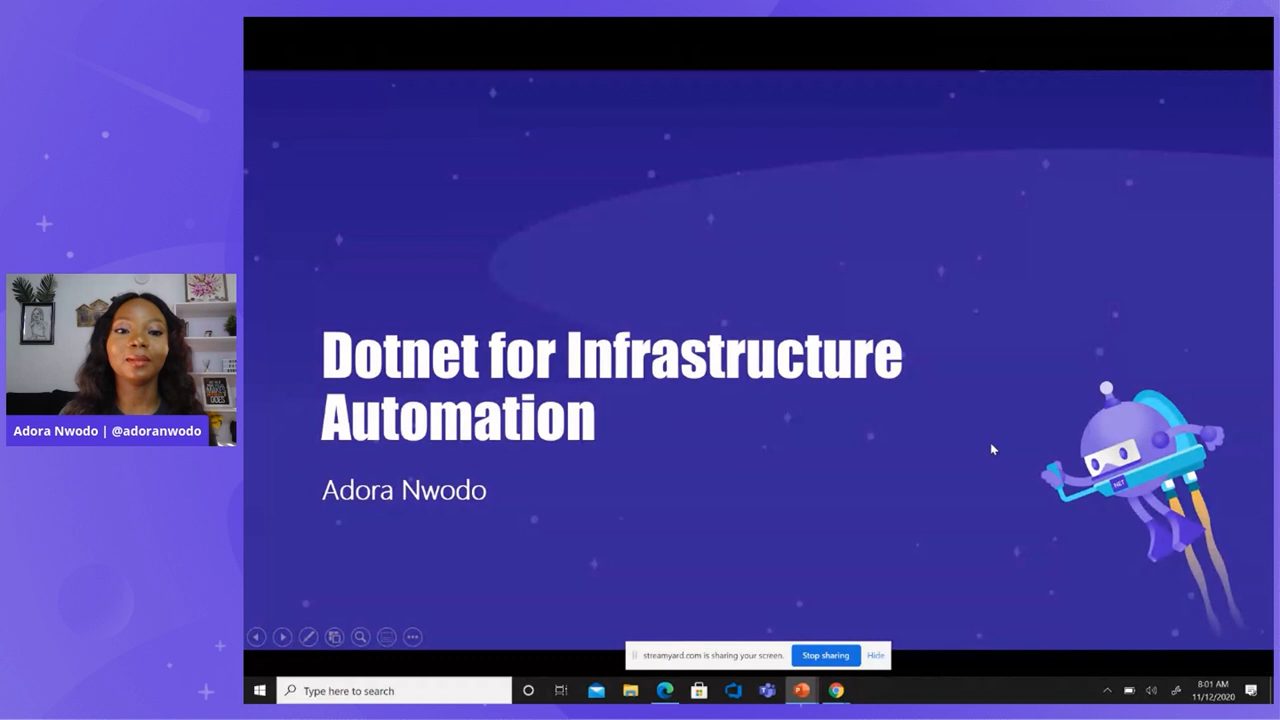 Dotnet for Infrastructure
Automation
Adora Nwodo
Adora Nwodo | @adoranwodo
.NET
streamyard.com is sharing your screen.
Stop sharing
Hide
Type here to search
8:01 AM
11/12/2020